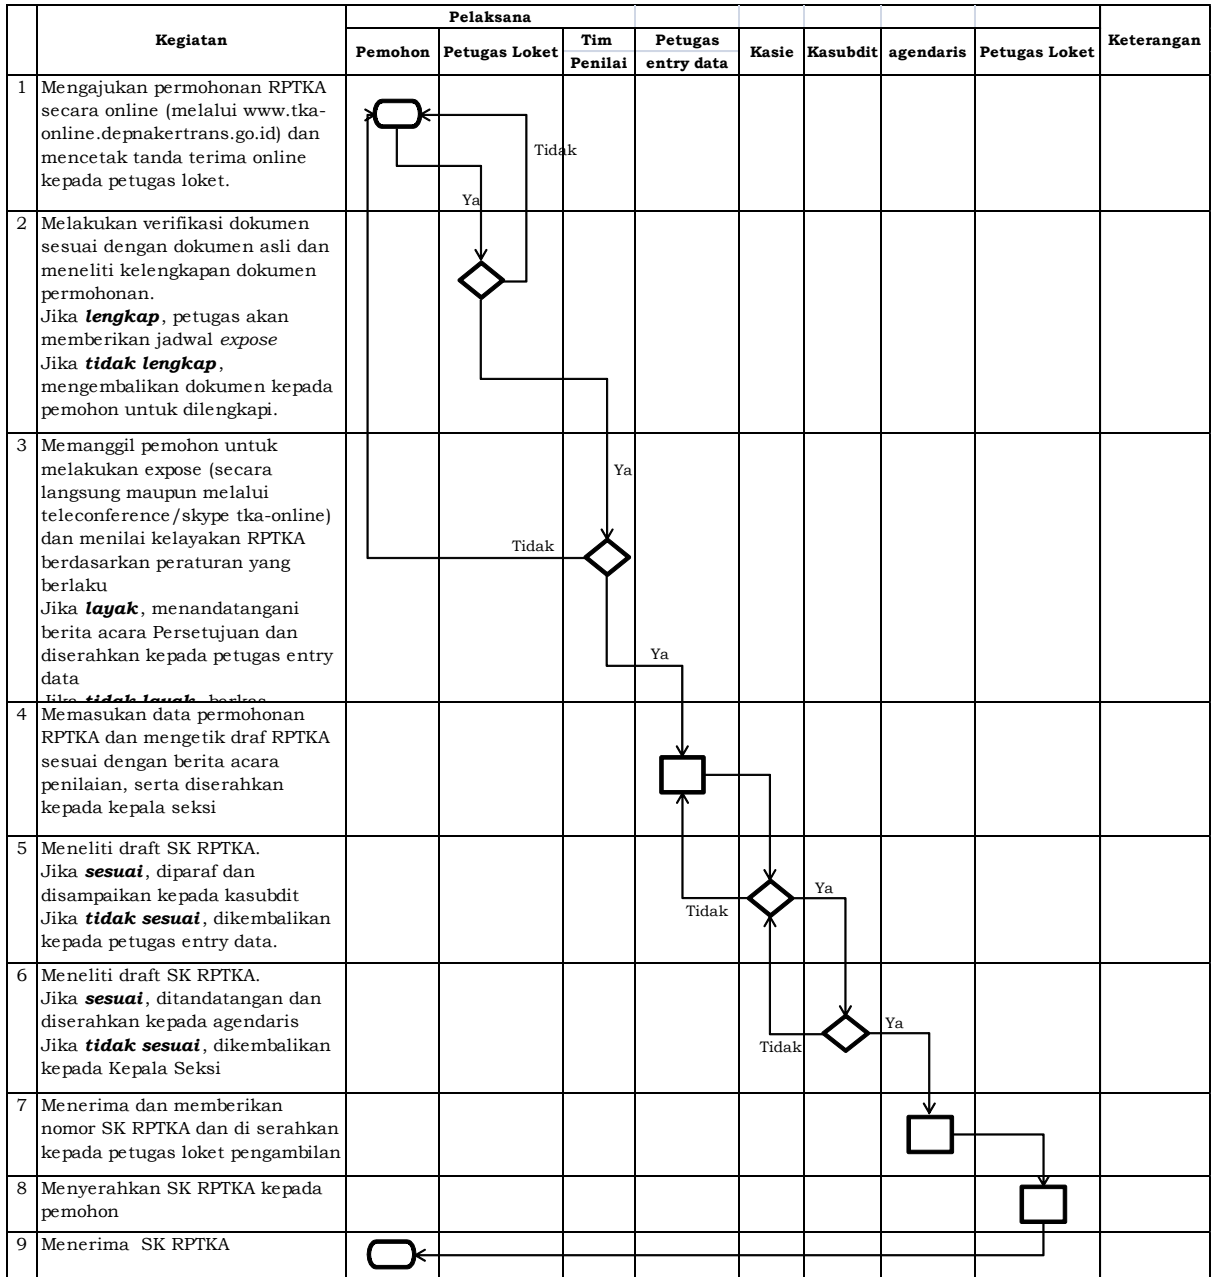 Pelaksana
Kegiatan
Pemohon
Petugas Loket
Tim
Penilai
Petugas
entry data
Kasie
Kasubdit
agendaris
Petugas Loket
Keterangan
1
Mengajukan permohonan RPTKA
secara online (melalui www.tka-
online.depnakertrans.go.id) dan
mencetak tanda terima online
kepada petugas loket.
Tidak
Ya
2
Melakukan verifikasi dokumen
sesuai dengan dokumen asli dan
meneliti kelengkapan dokumen
permohonan.
Jika lengkap, petugas akan
memberikan jadwal expose
Jika tidak lengkap,
mengembalikan dokumen kepada
pemohon untuk dilengkapi.
3
Memanggil pemohon untuk
melakukan expose (secara
langsung maupun melalui
teleconference/skype tka-online)
dan menilai kelayakan RPTKA
berdasarkan peraturan yang
berlaku
Jika layak, menandatangani
berita acara Persetujuan dan
diserahkan kepada petugas entry
data
Jika tidak layak, berkas
Ya
Tidak
Ya
4
Memasukan data permohonan
RPTKA dan mengetik draf RPTKA
sesuai dengan berita acara
penilaian, serta diserahkan
kepada kepala seksi
5
Meneliti draft SK RPTKA.
Jika sesuai, diparaf dan
disampaikan kepada kasubdit
Jika tidak sesuai, dikembalikan
kepada petugas entry data.
Ya
Tidak
6
Meneliti draft SK RPTKA.
Jika sesuai, ditandatangan dan
diserahkan kepada agendaris
Jika tidak sesuai, dikembalikan
kepada Kepala Seksi
Ya
Tidak
7
Menerima dan memberikan
nomor SK RPTKA dan di serahkan
kepada petugas loket pengambilan
8
Menyerahkan SK RPTKA kepada
pemohon
9
Menerima  SK RPTKA